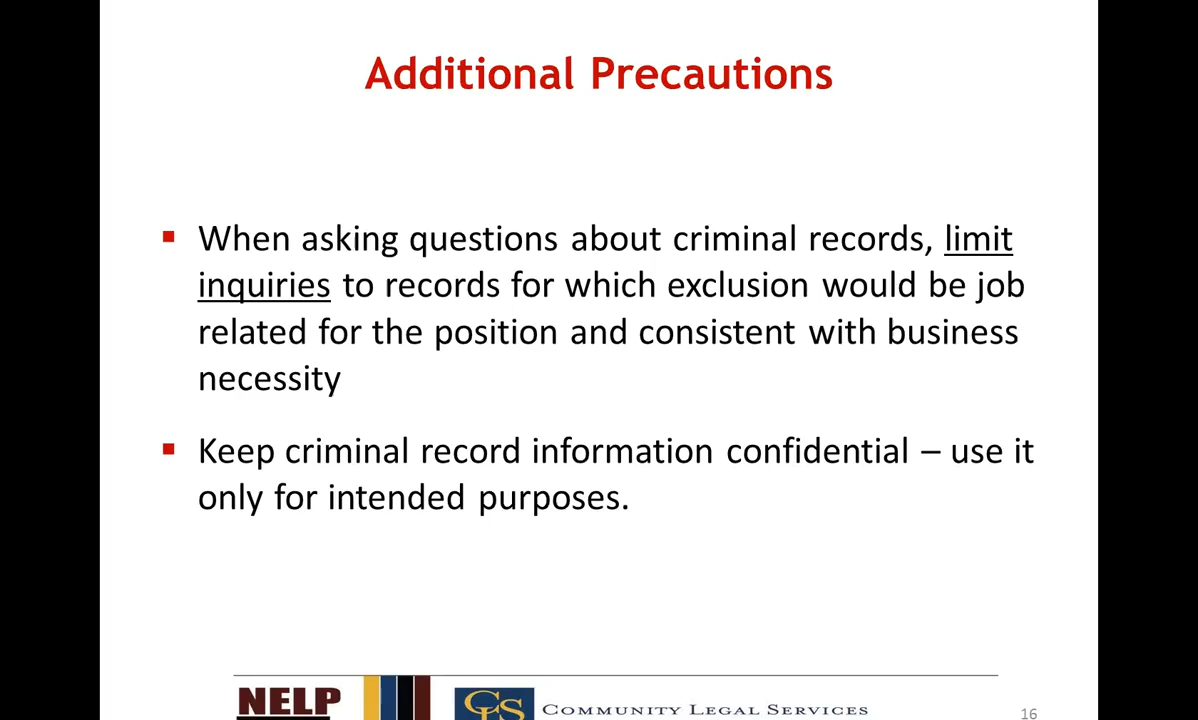 Additional Precautions
▪ When asking questions about criminal records, limit
inquiries to records for which exclusion would be job
related for the position and consistent with business
necessity
▪ Keep criminal record information confidential – use it
only for intended purposes.
NELP
CLS
COMMUNITY LEGAL SERVICES
16